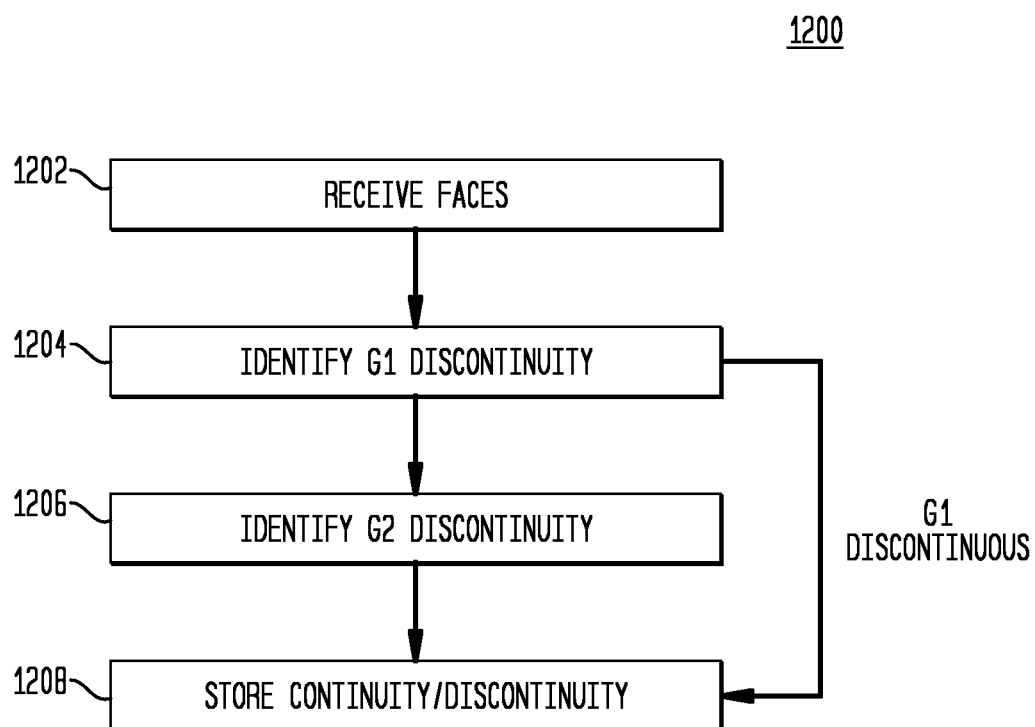 1200
1202
RECEIVE FACES
1204
IDENTIFY G1 DISCONTINUITY
1206
IDENTIFY G2 DISCONTINUITY
G1
DISCONTINUOUS
1208
STORE CONTINUITY/DISCONTINUITY